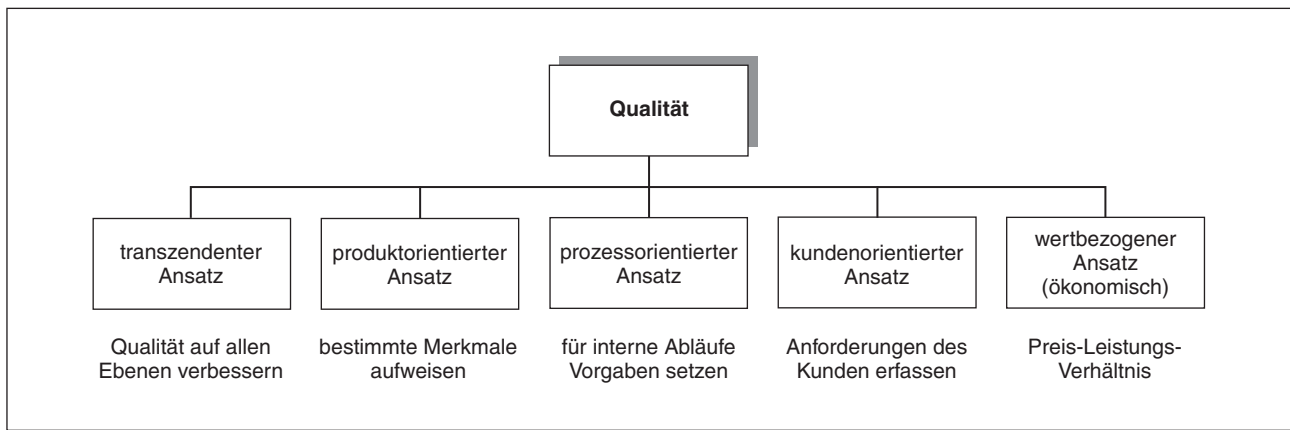 Qualität
transzendenter
Ansatz
produktorientierter
Ansatz
prozessorientierter
Ansatz
kundenorientierter
Ansatz
wertbezogener
Ansatz
(ökonomisch)
Qualität auf allen
Ebenen verbessern
bestimmte Merkmale
aufweisen
für interne Abläufe
Vorgaben setzen
Anforderungen des
Kunden erfassen
Preis-Leistungs-
Verhältnis